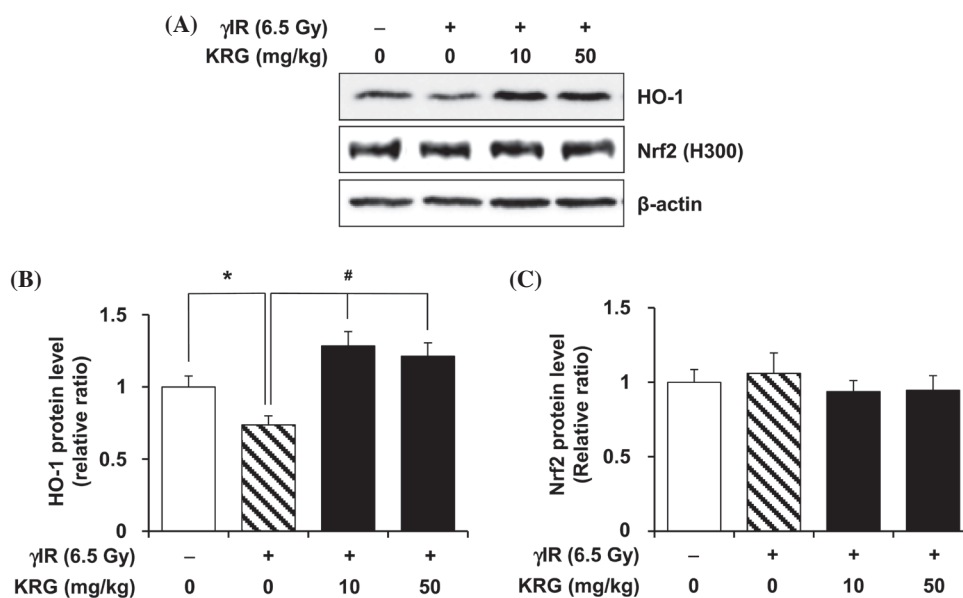 (A)
γIR (6.5 Gy) – + + +
KRG (mg/kg) 0 0 10 50
HO-1
Nrf2 (H300)
β-actin
(B)
* #
HO-1 protein level
(relative ratio)
1.5
1
0.5
0
γIR (6.5 Gy) – + + +
KRG (mg/kg) 0 0 10 50
(C)
Nrf2 protein level
(Relative ratio)
1.5
1
0.5
0
γIR (6.5 Gy) – + + +
KRG (mg/kg) 0 0 10 50